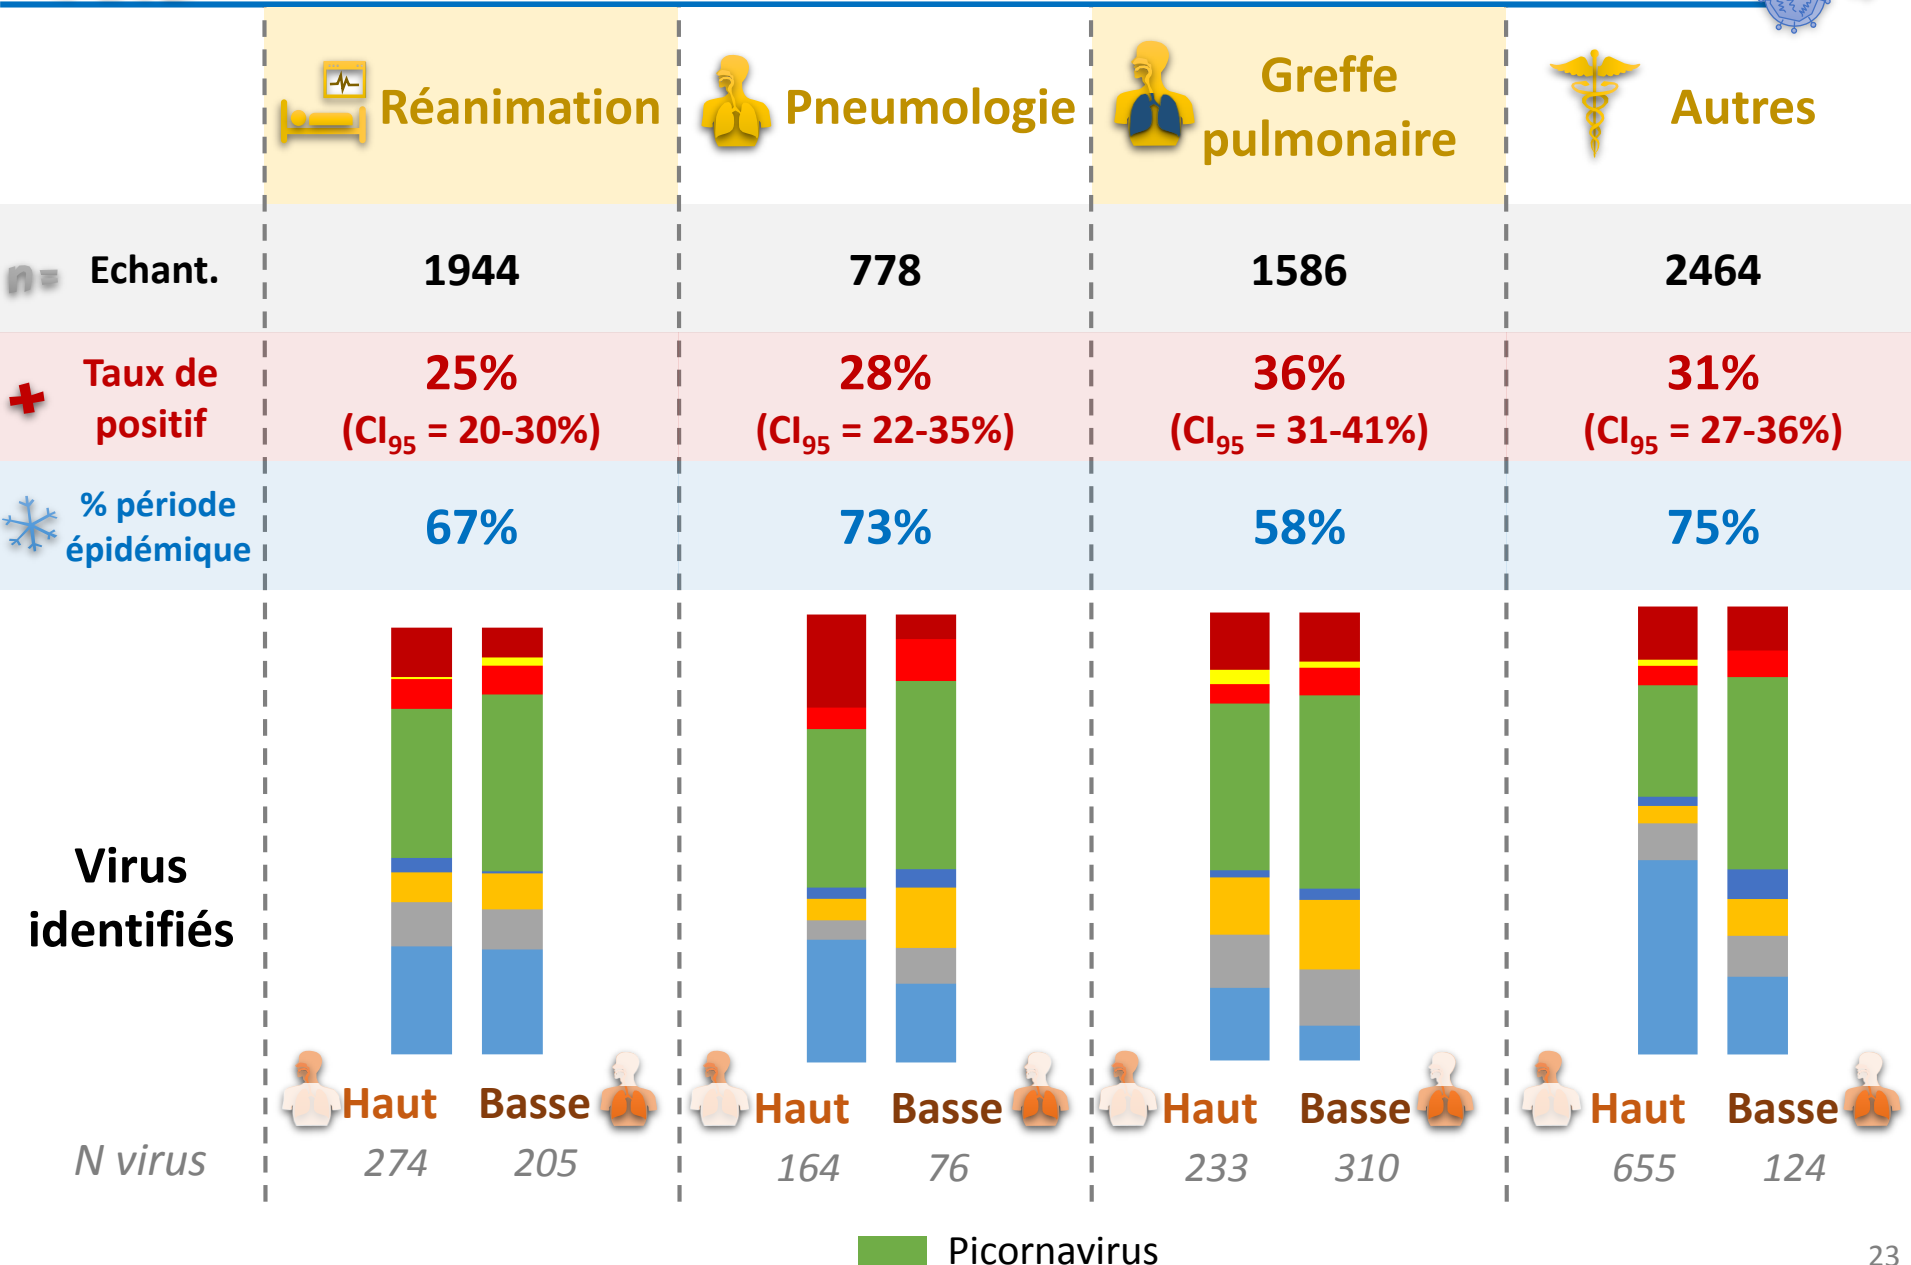 Réanimation
Pneumologie
Greffe
pulmonaire
Autres
n= Echant.
1944
778
1586
2464
Taux de
positif
25%
(CI95 = 20-30%)
28%
(CI95 = 22-35%)
36%
(CI95 = 31-41%)
31%
(CI95 = 27-36%)
% période
épidémique
67%
73%
58%
75%
Virus
identifiés
Haut
Basse
Haut
Basse
Haut
Basse
Haut
Basse
N virus
274
205
164
76
233
310
655
124
Picornavirus
23